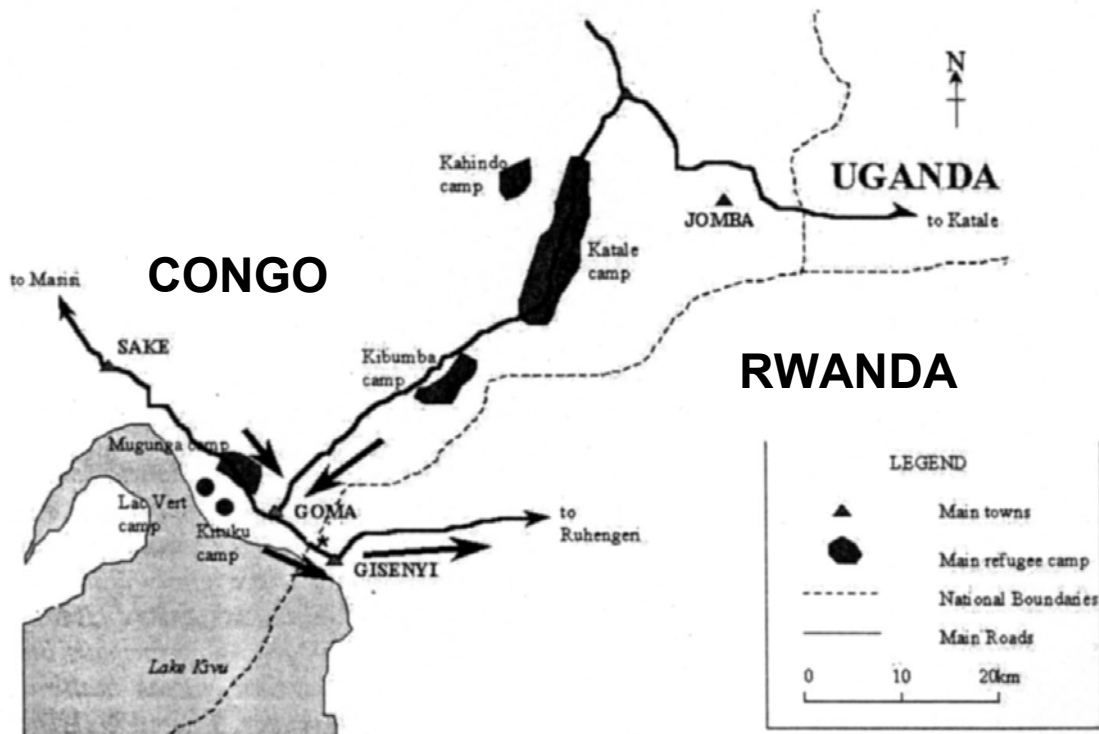 N
Kahindo
camp
UGANDA
JOMBA
to Katale
Katale
camp
CONGO
to Masisi
SAKE
Kibumba
camp
RWANDA
Mugunga camp
LEGEND
GOMA
Main towns
Lac Vert
camp
Kituku
camp
to
Ruhengeri
GISENYI
Main refugee camp
National Boundaries
Main Roads
Lake Kivu
0 10 20km